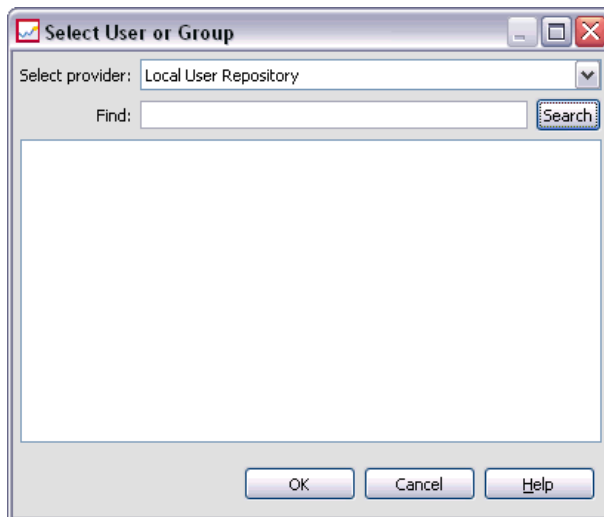 Select User or Group
Select provider: Local User Repository
Find: Search
OK Cancel Help